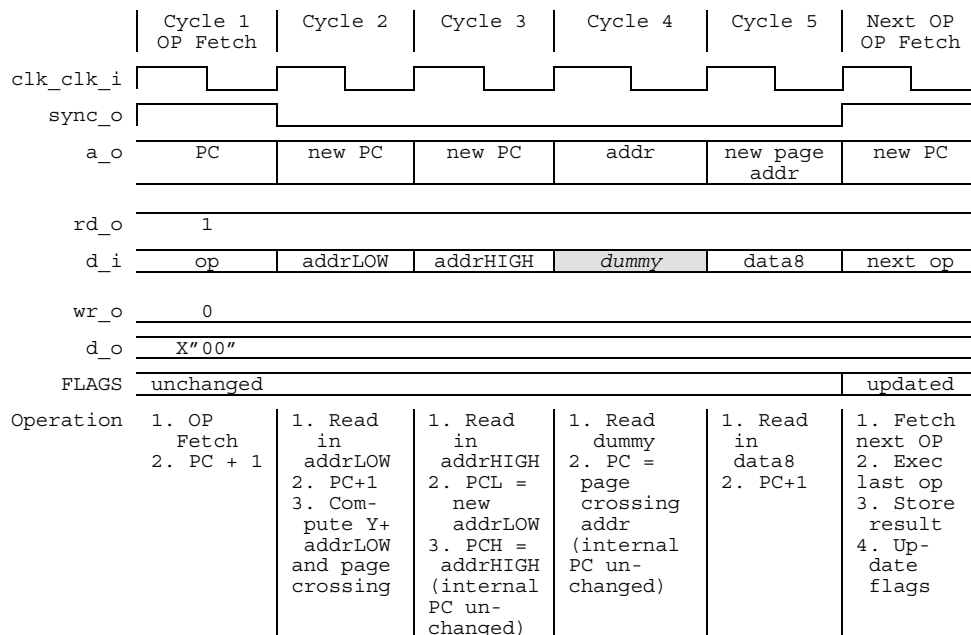 Cycle 1 Cycle 2 Cycle 3 Cycle 4 Cycle 5 Next OP
OP Fetch OP Fetch
clk_clk_i
sync_o
a_o PC new PC new PC addr new page new PC
addr
rd_o 1
d_i op addrLOW addrHIGH dummy data8 next op
wr_o 0
d_o X″00″
FLAGS unchanged updated
Operation 1. OP 1. Read 1. Read 1. Read 1. Read 1. Fetch
Fetch in in dummy in next OP
2. PC + 1 addrLOW addrHIGH 2. PC = data8 2. Exec
2. PC+1 2. PCL = page 2. PC+1 last op
3. Com- new crossing 3. Store
pute Y+ addrLOW addr result
addrLOW 3. PCH = (internal 4. Up-
and page addrHIGH PC un- date
crossing (internal changed) flags
PC un-
changed)